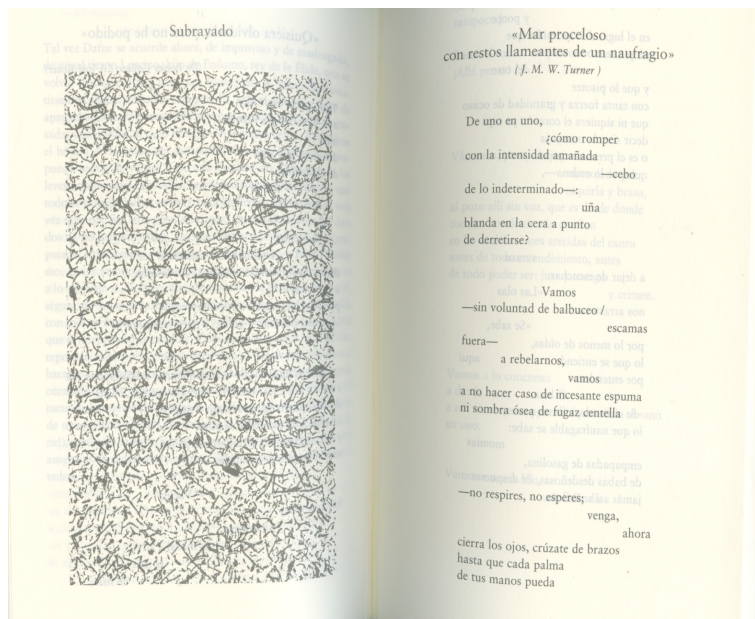 Subrayado
«Mar proceloso
con restos llameantes de un naufragio»
(J. M. W. Turner)
De uno en uno,
¿cómo romper
con la intensidad amañada
—cebo
de lo indeterminado—:
uña
blanda en la cera a punto
de derretirse?
Vamos
—sin voluntad de balbuceo /
escamas
fuera—
a rebelarnos,
vamos
a no hacer caso de incesante espuma
ni sombra ósea de fugaz centella
—no respires, no esperes;
venga,
ahora
cierra los ojos, crúzate de brazos
hasta que cada palma
de tus manos pueda